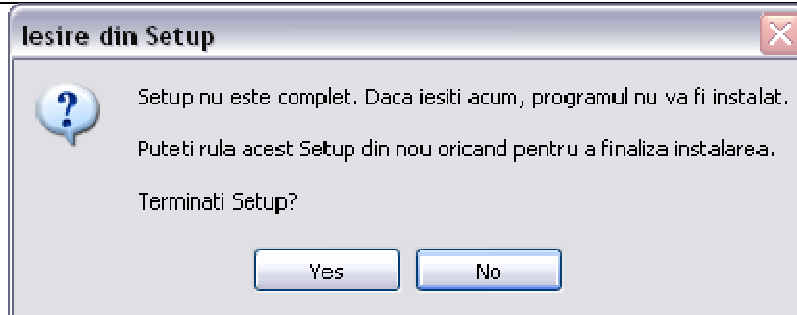 Iesire din Setup
Setup nu este complet. Daca iesiti acum, programul nu va fi instalat.
Puteti rula acest Setup din nou oricand pentru a finaliza instalarea.
Terminati Setup?
Yes
No